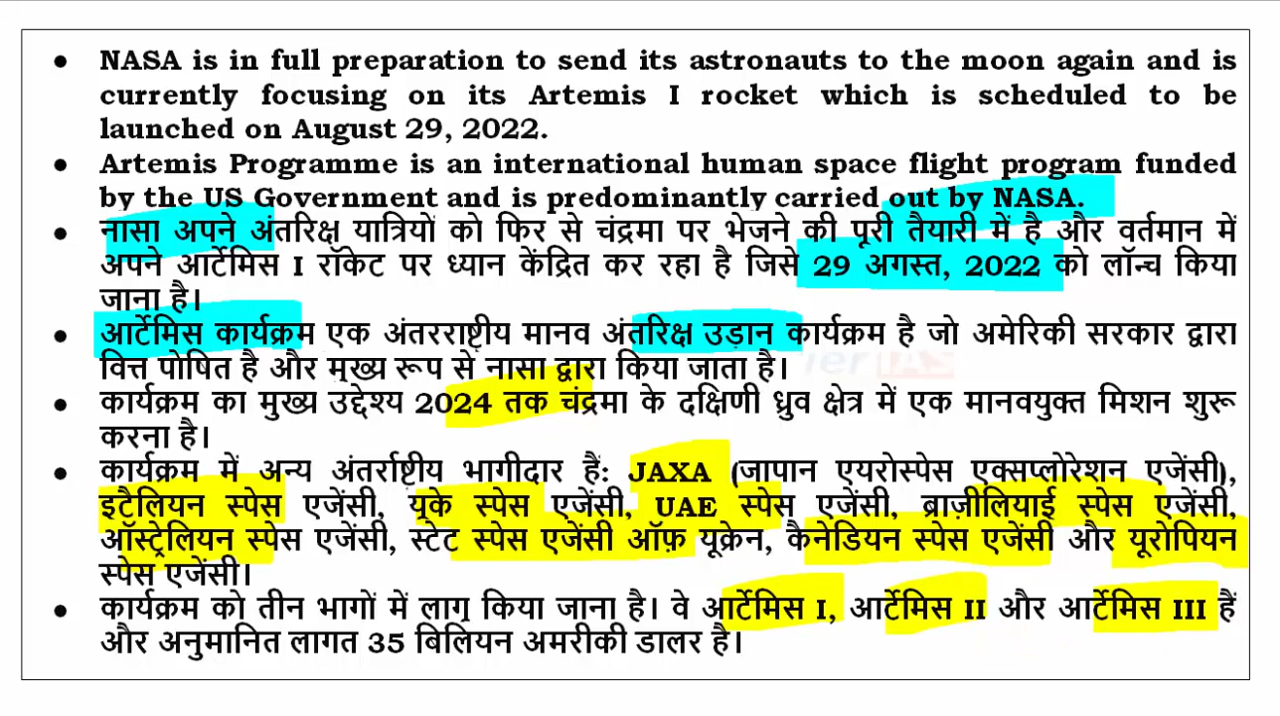 • NASA is in full preparation to send its astronauts to the moon again and is
currently focusing on its Artemis I rocket which is scheduled to be
launched on August 29, 2022.
• Artemis Programme is an international human space flight program funded
by the US Government and is predominantly carried out by NASA.
• नासा अपने अंतरिक्ष यात्रियों को फिर से चंद्रमा पर भेजने की पूरी तैयारी में है और वर्तमान में
अपने आर्टेमिस I रॉकेट पर ध्यान केंद्रित कर रहा है जिसे 29 अगस्त, 2022 को लॉन्च किया
जाना है।
• आर्टेमिस कार्यक्रम एक अंतरराष्ट्रीय मानव अंतरिक्ष उड़ान कार्यक्रम है जो अमेरिकी सरकार द्वारा
वित्त पोषित है और मुख्य रूप से नासा द्वारा किया जाता है।
• कार्यक्रम का मुख्य उद्देश्य 2024 तक चंद्रमा के दक्षिणी ध्रुव क्षेत्र में एक मानवयुक्त मिशन शुरू
करना है।
• कार्यक्रम में अन्य अंतर्राष्ट्रीय भागीदार हैं: JAXA (जापान एयरोस्पेस एक्सप्लोरेशन एजेंसी),
इटैलियन स्पेस एजेंसी, यूके स्पेस एजेंसी, UAE स्पेस एजेंसी, ब्राज़ीलियाई स्पेस एजेंसी,
ऑस्ट्रेलियन स्पेस एजेंसी, स्टेट स्पेस एजेंसी ऑफ़ यूक्रेन, कैनेडियन स्पेस एजेंसी और यूरोपियन
स्पेस एजेंसी।
• कार्यक्रम को तीन भागों में लागू किया जाना है। वे आर्टेमिस I, आर्टेमिस II और आर्टेमिस III हैं
और अनुमानित लागत 35 बिलियन अमरीकी डालर है।